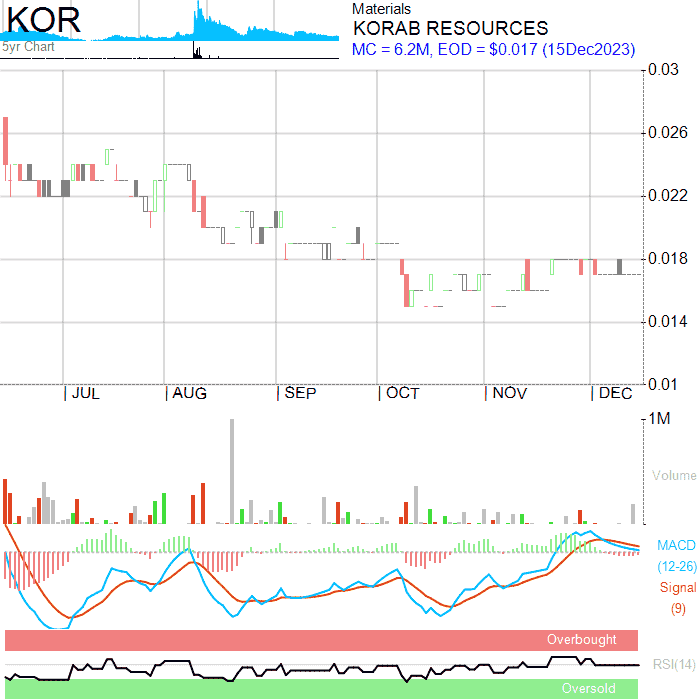 KOR
5yr Chart
Materials
KORAB RESOURCES
MC = 6.2M, EOD = $0.017 (15Dec2023)
0.03
0.026
0.022
0.018
0.014
0.01
| JUL | AUG | SEP | OCT | NOV | DEC
1M
Volume
MACD
(12-26)
Signal
(9)
Overbought
RSI(14)
Oversold